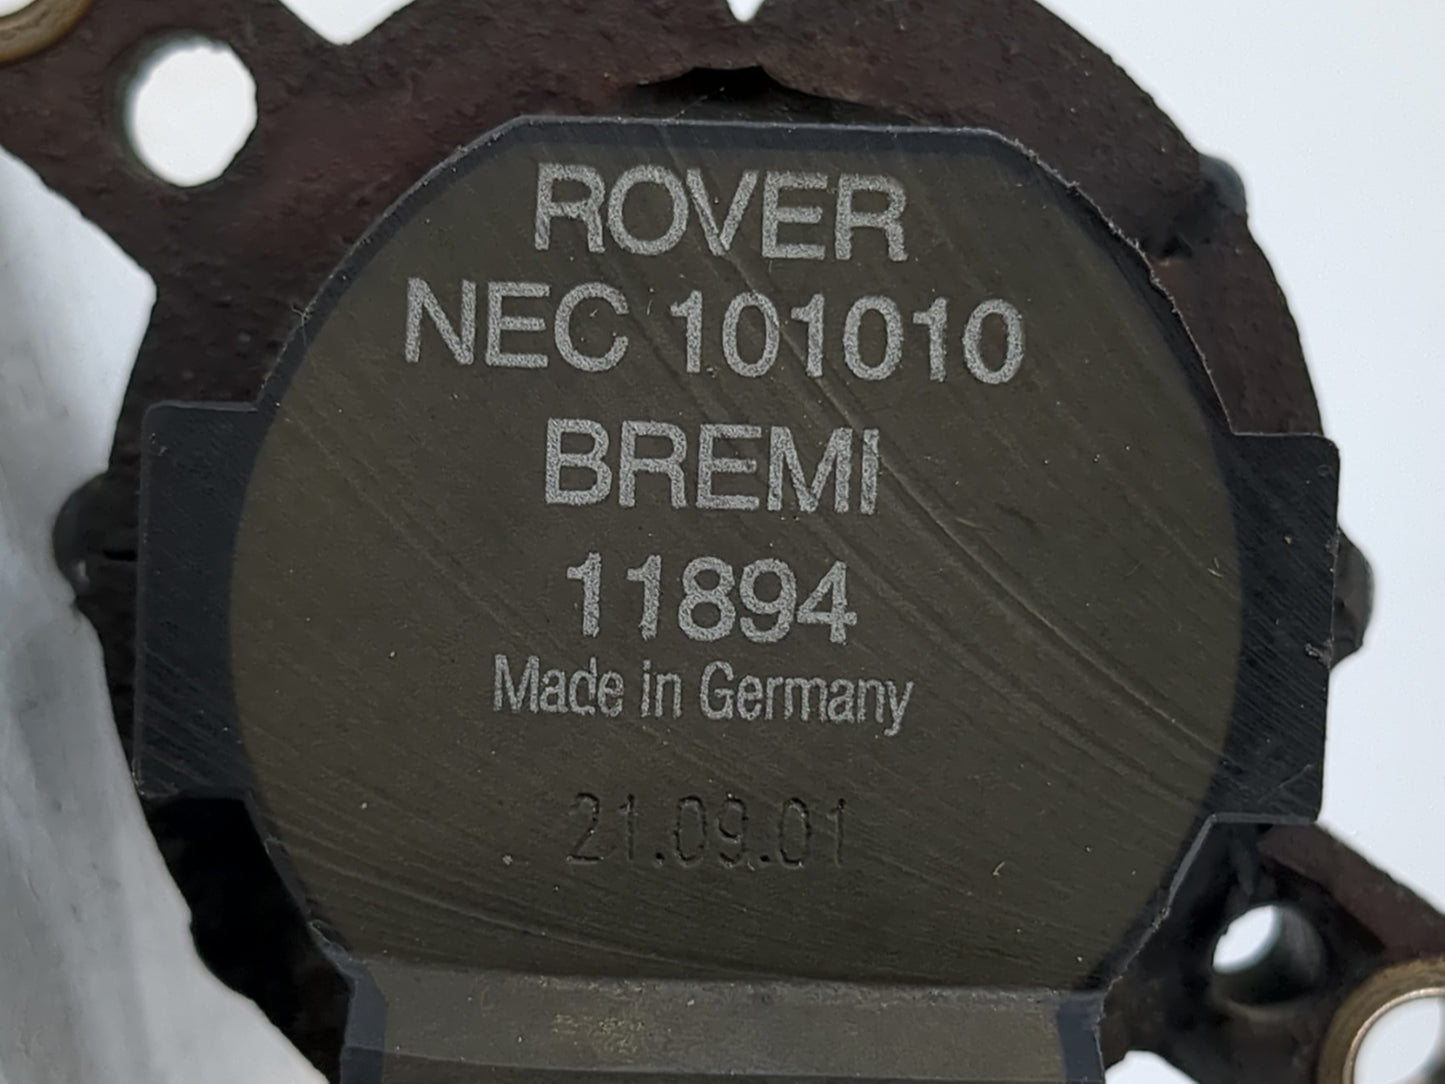 ROVER
NEC 101010
BREMI
11894
Made in Germany
21.09.01